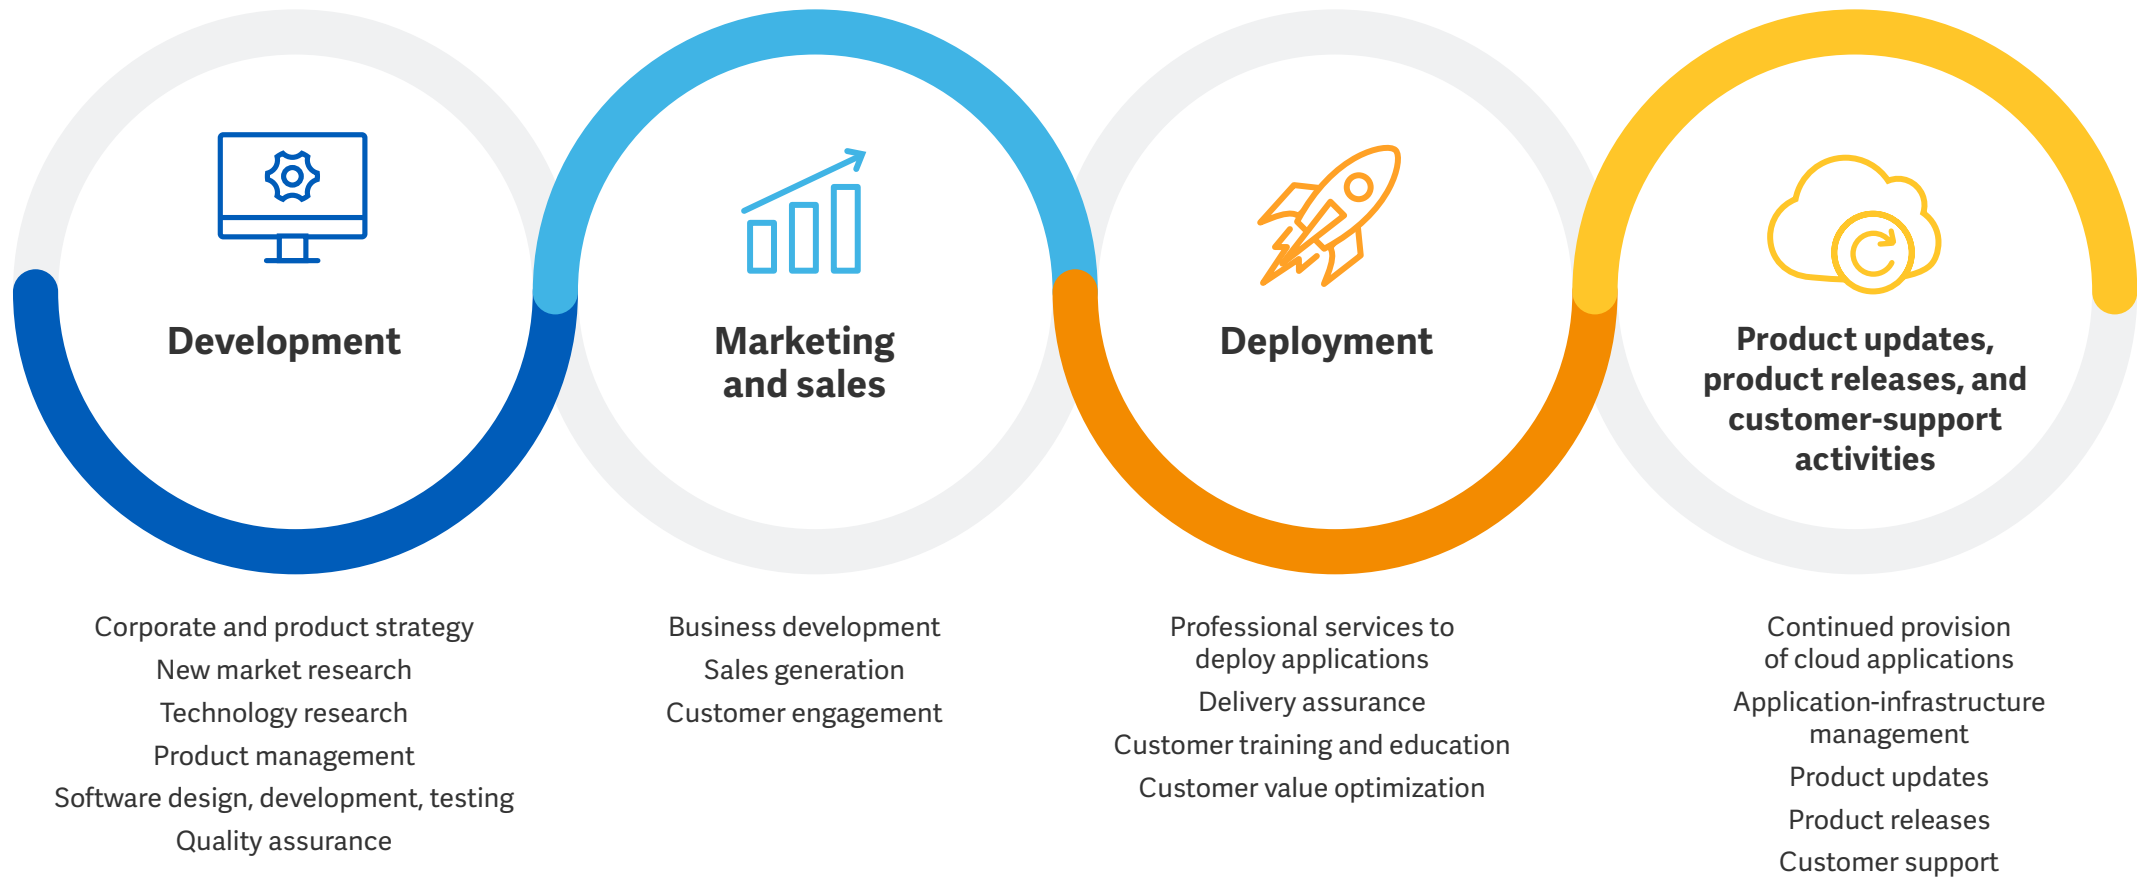 Development
Marketing
and sales
Deployment
Product updates,
product releases, and
customer-support
activities
Corporate and product strategy
New market research
Technology research
Product management
Software design, development, testing
Quality assurance
Business development
Sales generation
Customer engagement
Professional services to
deploy applications
Delivery assurance
Customer training and education
Customer value optimization
Continued provision
of cloud applications
Application-infrastructure
management
Product updates
Product releases
Customer support